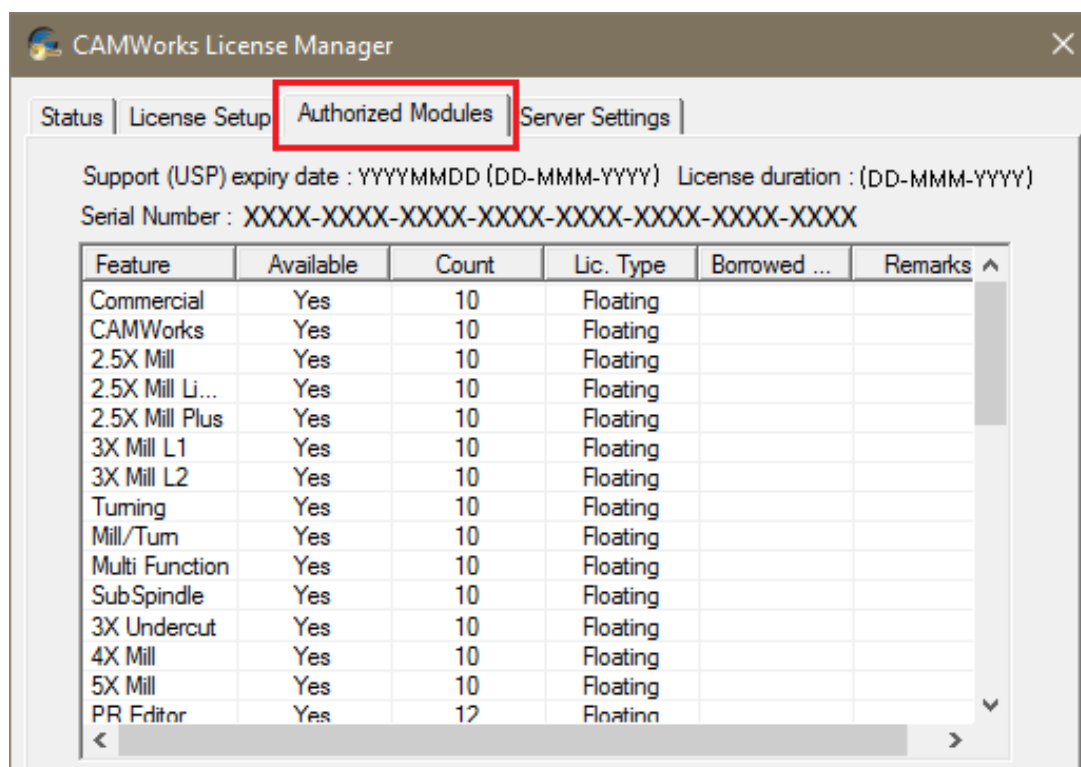 CAMWorks License Manager
Status License Setup Authorized Modules Server Settings
Support (USP) expiry date : YYYYMMDD (DD-MMM-YYYY) License duration : (DD-MMM-YYYY)
Serial Number : XXXX-XXXX-XXXX-XXXX-XXXX-XXXX-XXXX-XXXX
Feature Available Count Lic. Type Borrowed ... Remarks
Commercial Yes 10 Floating
CAMWorks Yes 10 Floating
2.5X Mill Yes 10 Floating
2.5X Mill Li... Yes 10 Floating
2.5X Mill Plus Yes 10 Floating
3X Mill L1 Yes 10 Floating
3X Mill L2 Yes 10 Floating
Turning Yes 10 Floating
Mill/Turn Yes 10 Floating
Multi Function Yes 10 Floating
SubSpindle Yes 10 Floating
3X Undercut Yes 10 Floating
4X Mill Yes 10 Floating
5X Mill Yes 10 Floating
PR Editor Yes 12 Floating